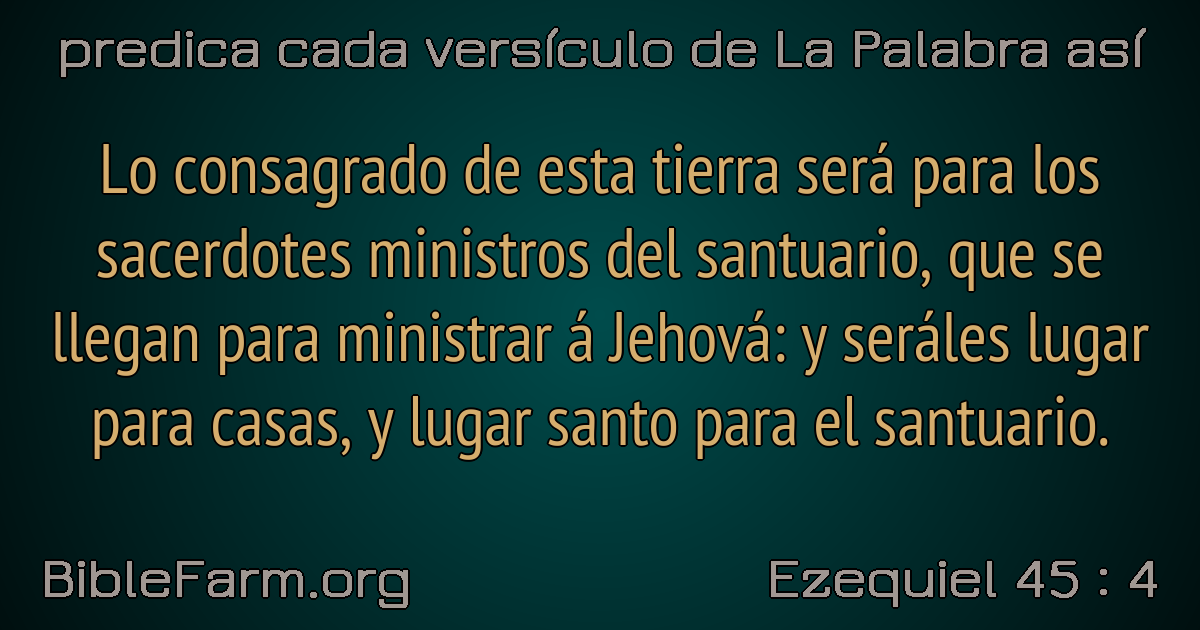 predica cada versículo de La Palabra así
Lo consagrado de esta tierra será para los
sacerdotes ministros del santuario, que se
llegan para ministrar á Jehová: y seráles lugar
para casas, y lugar santo para el santuario.
BibleFarm.org
Ezequiel 45 : 4